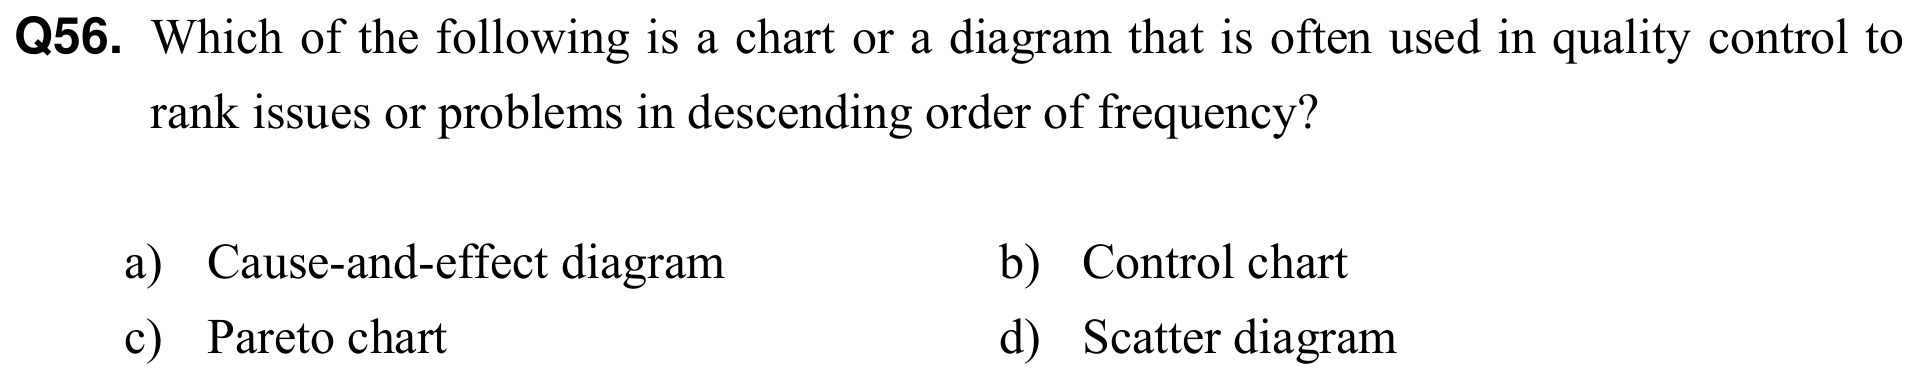 Q56. Which of the following is a chart or a diagram that is often used in quality control to
rank issues or problems in descending order of frequency?
a) Cause-and-effect diagram b) Control chart
c) Pareto chart d) Scatter diagram